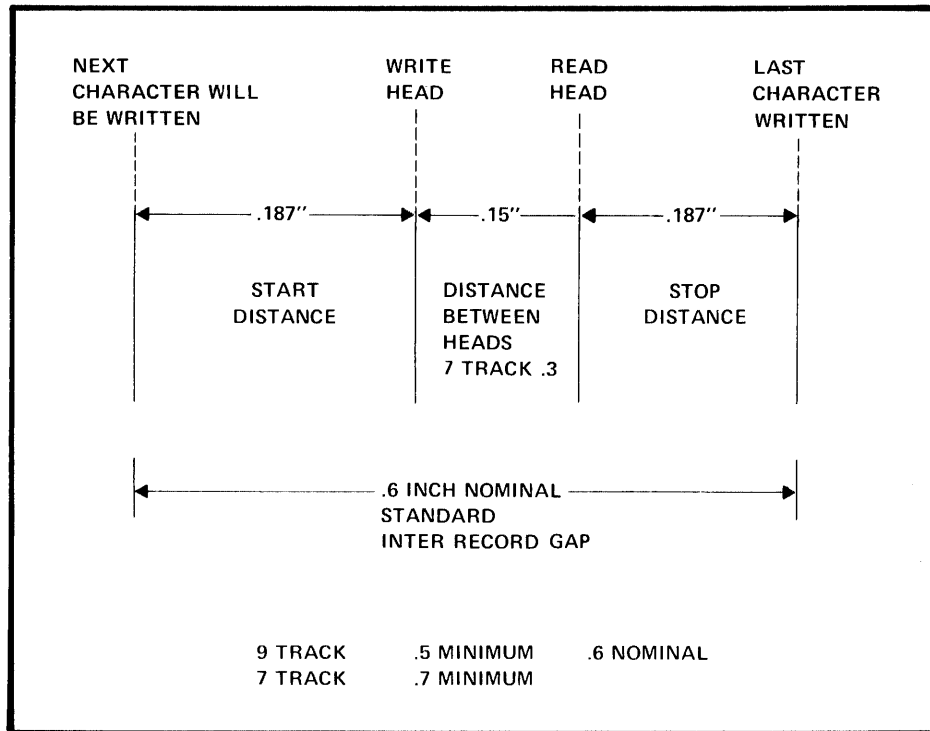 NEXT
CHARACTER WILL
BE WRITTEN
WRITE
HEAD
READ
HEAD
LAST
CHARACTER
WRITTEN
.187''
.15''
.187''
START
DISTANCE
DISTANCE
BETWEEN
HEADS
7 TRACK .3
STOP
DISTANCE
.6 INCH NOMINAL
STANDARD
INTER RECORD GAP
9 TRACK .5 MINIMUM .6 NOMINAL
7 TRACK .7 MINIMUM